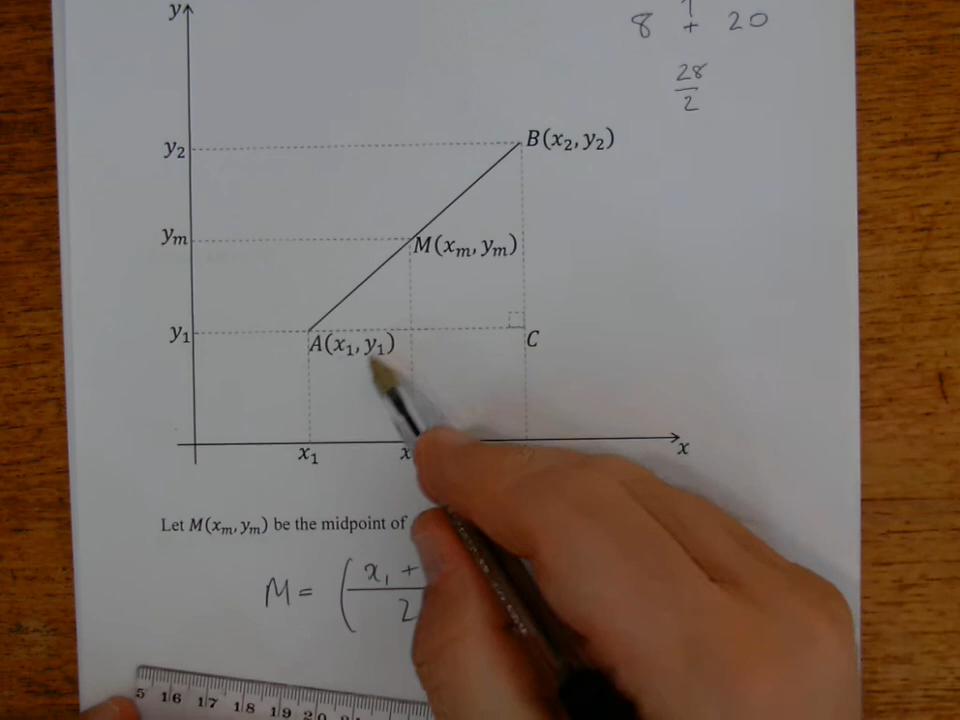 y
8 + 20
28
2
y₂
B(x₂, y₂)
yₘ
M(xₘ, yₘ)
y₁
A(x₁, y₁)
C
x₁
x
x
Let M(xₘ, yₘ) be the midpoint of
M = (x₁ +
2
5 16 17 18 19 20